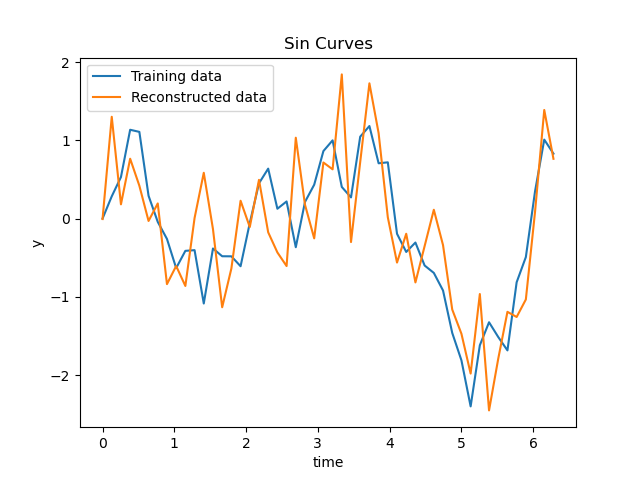 Sin Curves
Training data
Reconstructed data
y
2
1
0
−1
−2
0 1 2 3 4 5 6
time